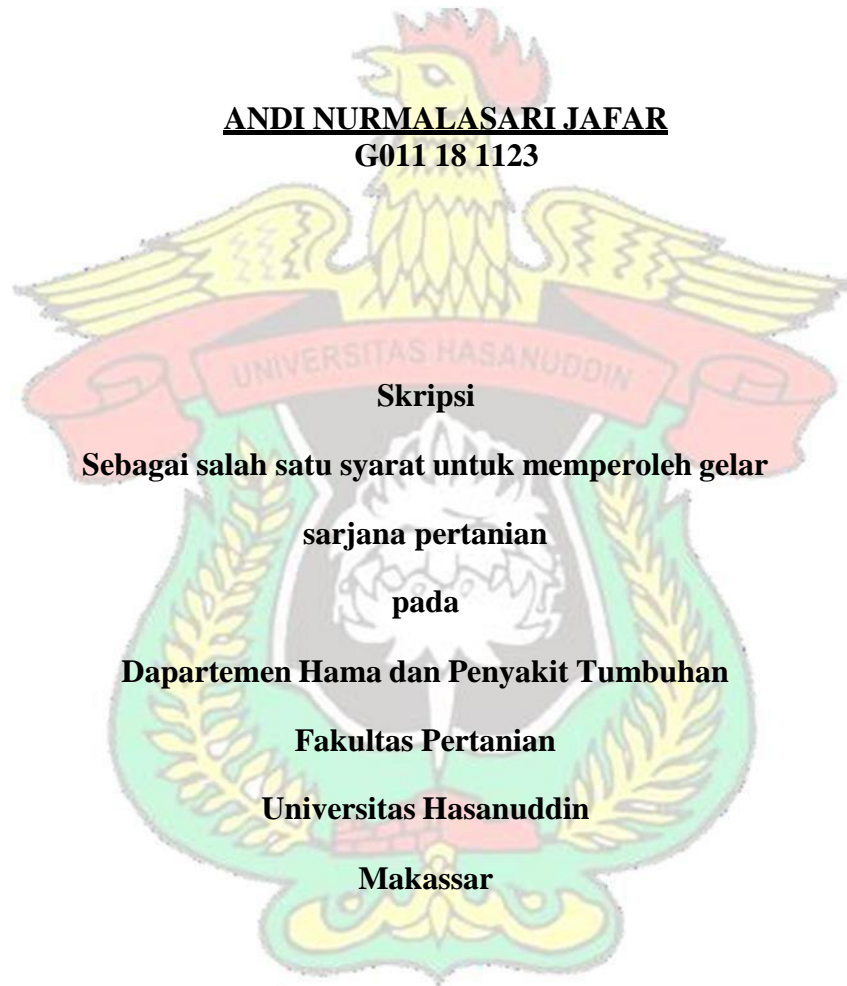 ANDI NURMALASARI JAFAR
G011 18 1123
UNIVERSITAS HASANUDDIN
Skripsi
Sebagai salah satu syarat untuk memperoleh gelar
sarjana pertanian
pada
Dapartemen Hama dan Penyakit Tumbuhan
Fakultas Pertanian
Universitas Hasanuddin
Makassar